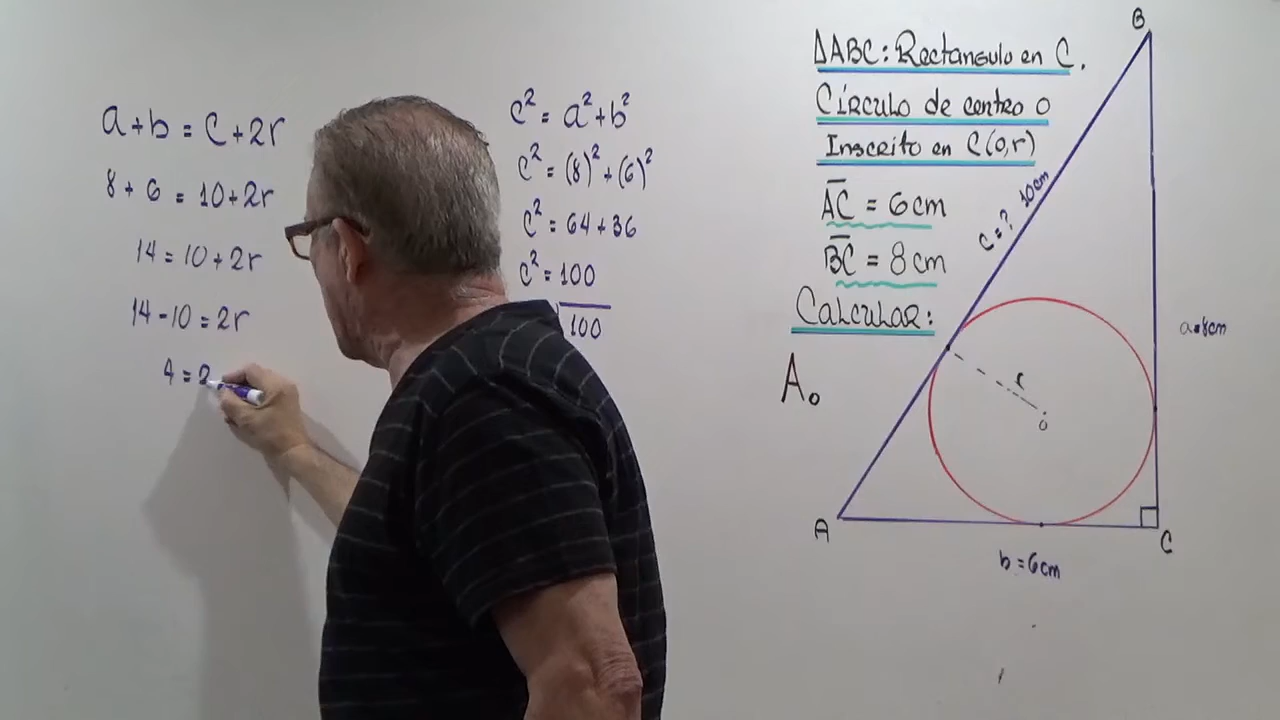 a+b = c+2r
8 + 6 = 10+2r
14 = 10+2r
14-10 = 2r
4 = 2
c² = a²+b²
c² = (8)²+(6)²
c² = 64+36
c² = 100
√100
ΔABC: Rectangulo en C.
Círculo de centro o
Inscrito en C(o,r)
AC = 6cm
BC = 8cm
Calcular:
A₀
B
c=? 10cm
r
o
a=8cm
A
C
b=6cm